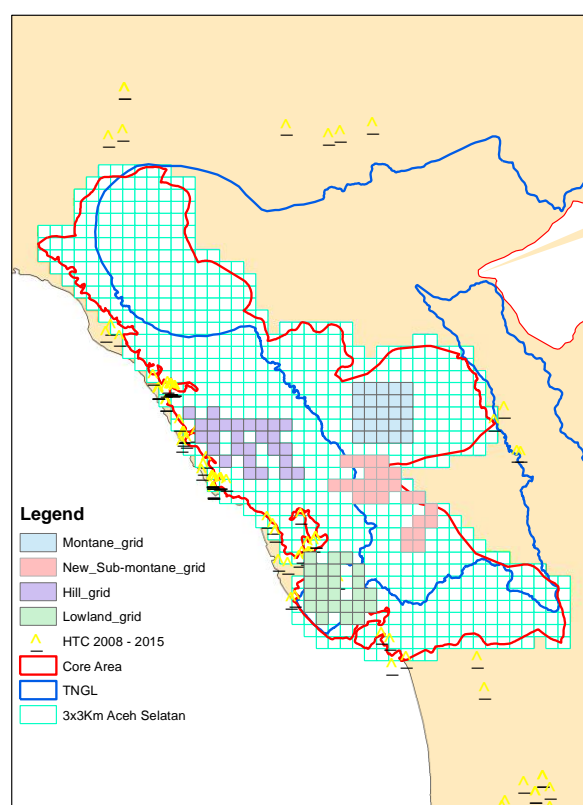 Legend
Montane_grid
New_Sub-montane_grid
Hill_grid
Lowland_grid
HTC 2008 - 2015
Core Area
TNGL
3x3Km Aceh Selatan